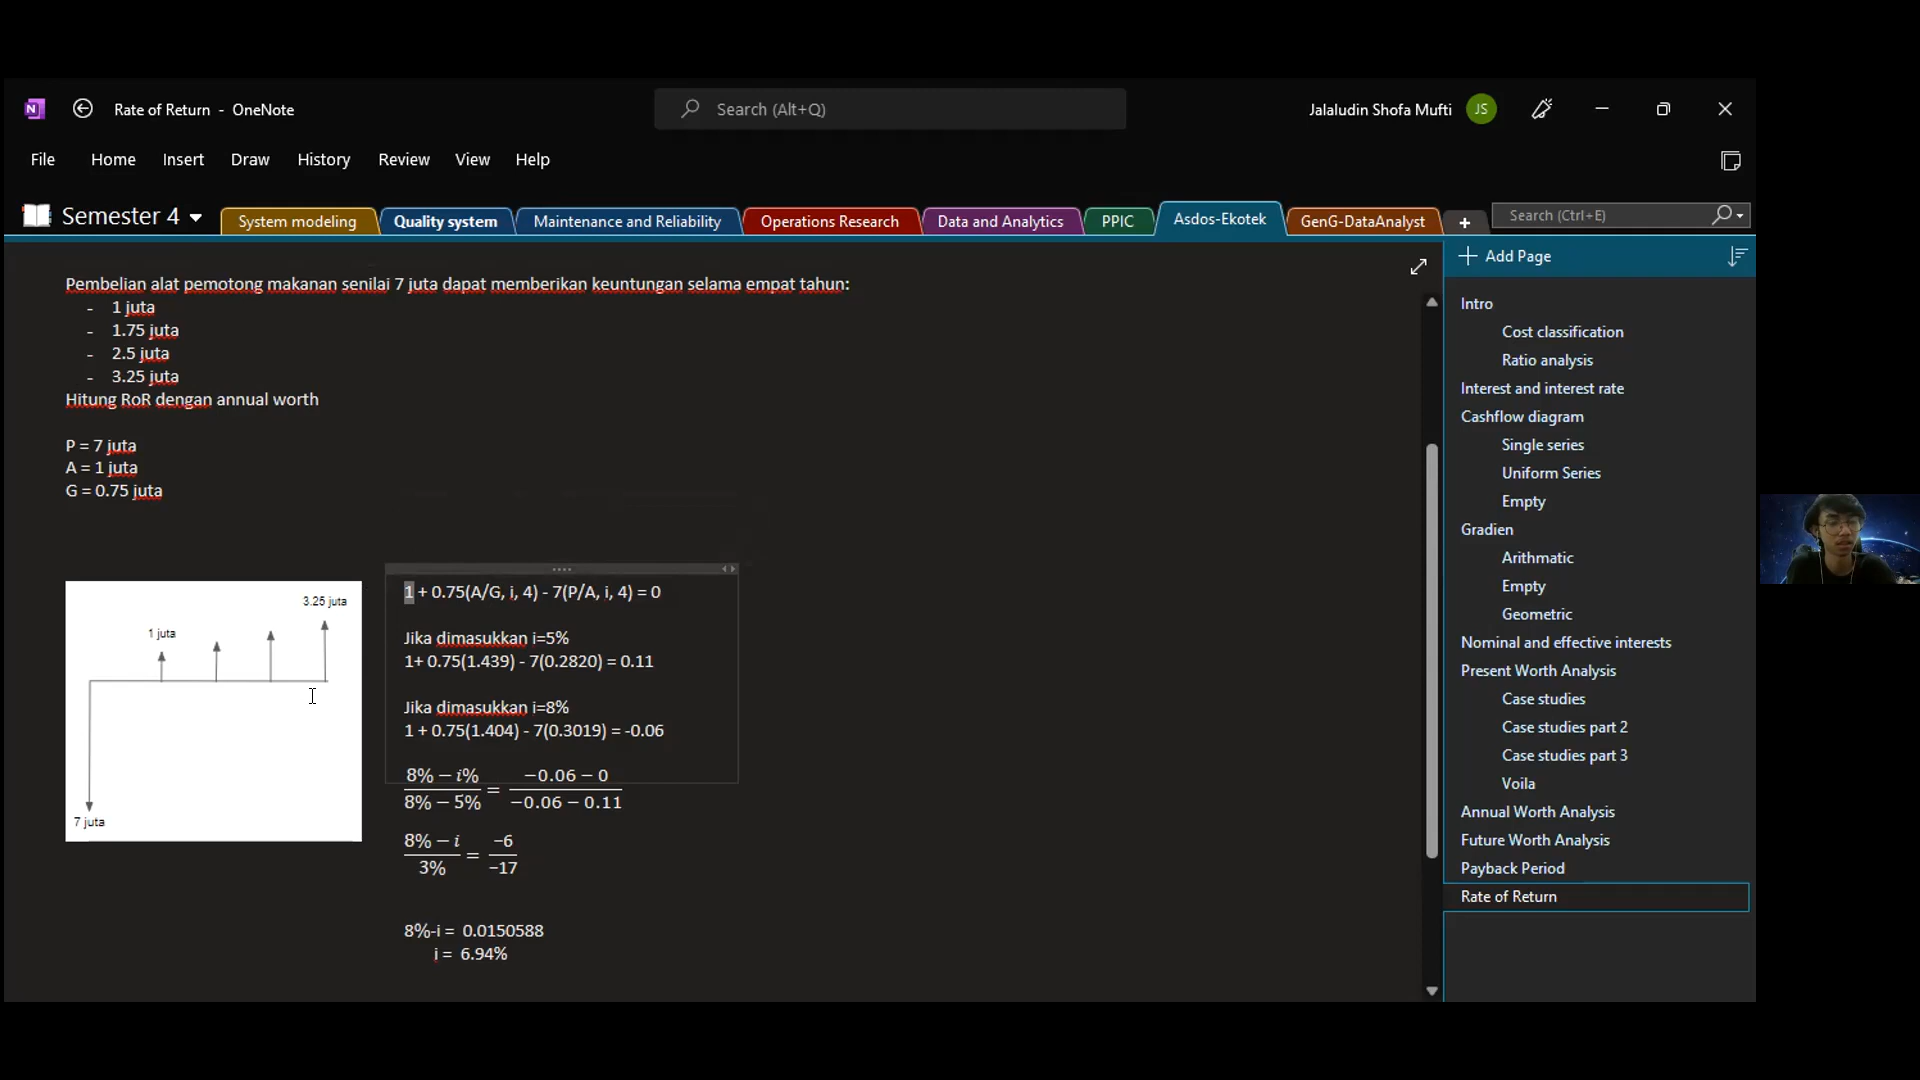 Rate of Return - OneNote
Search (Alt+Q)
Jalaludin Shofa Mufti
JS
File Home Insert Draw History Review View Help
Semester 4
System modeling
Quality system
Maintenance and Reliability
Operations Research
Data and Analytics
PPIC
Asdos-Ekotek
GenG-DataAnalyst
+
Search (Ctrl+E)
Pembelian alat pemotong makanan senilai 7 juta dapat memberikan keuntungan selama empat tahun:
- 1 juta
- 1.75 juta
- 2.5 juta
- 3.25 juta
Hitung RoR dengan annual worth
P = 7 juta
A = 1 juta
G = 0.75 juta
3.25 juta
1 juta
7 juta
1 + 0.75(A/G, i, 4) - 7(P/A, i, 4) = 0
Jika dimasukkan i=5%
1+ 0.75(1.439) - 7(0.2820) = 0.11
Jika dimasukkan i=8%
1 + 0.75(1.404) - 7(0.3019) = -0.06
8% − i% / 8% − 5% = −0.06 − 0 / −0.06 − 0.11
8% − i / 3% = −6 / −17
8%-i = 0.0150588
i = 6.94%
Add Page
Intro
Cost classification
Ratio analysis
Interest and interest rate
Cashflow diagram
Single series
Uniform Series
Empty
Gradien
Arithmatic
Empty
Geometric
Nominal and effective interests
Present Worth Analysis
Case studies
Case studies part 2
Case studies part 3
Voila
Annual Worth Analysis
Future Worth Analysis
Payback Period
Rate of Return